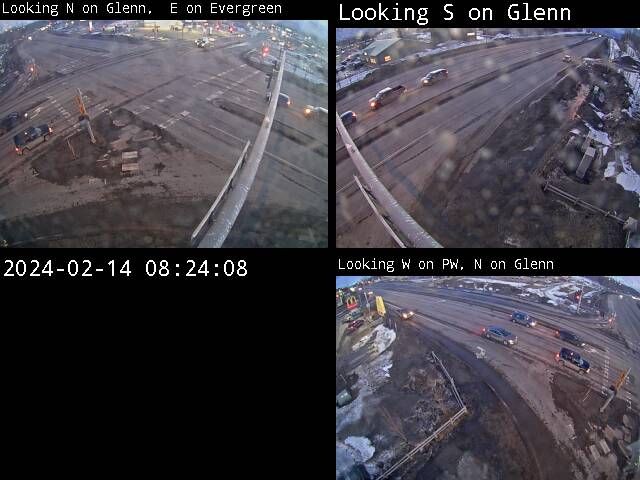 Looking N on Glenn,  E on Evergreen
Looking S on Glenn
2024-02-14 08:24:08
Looking W on PW, N on Glenn